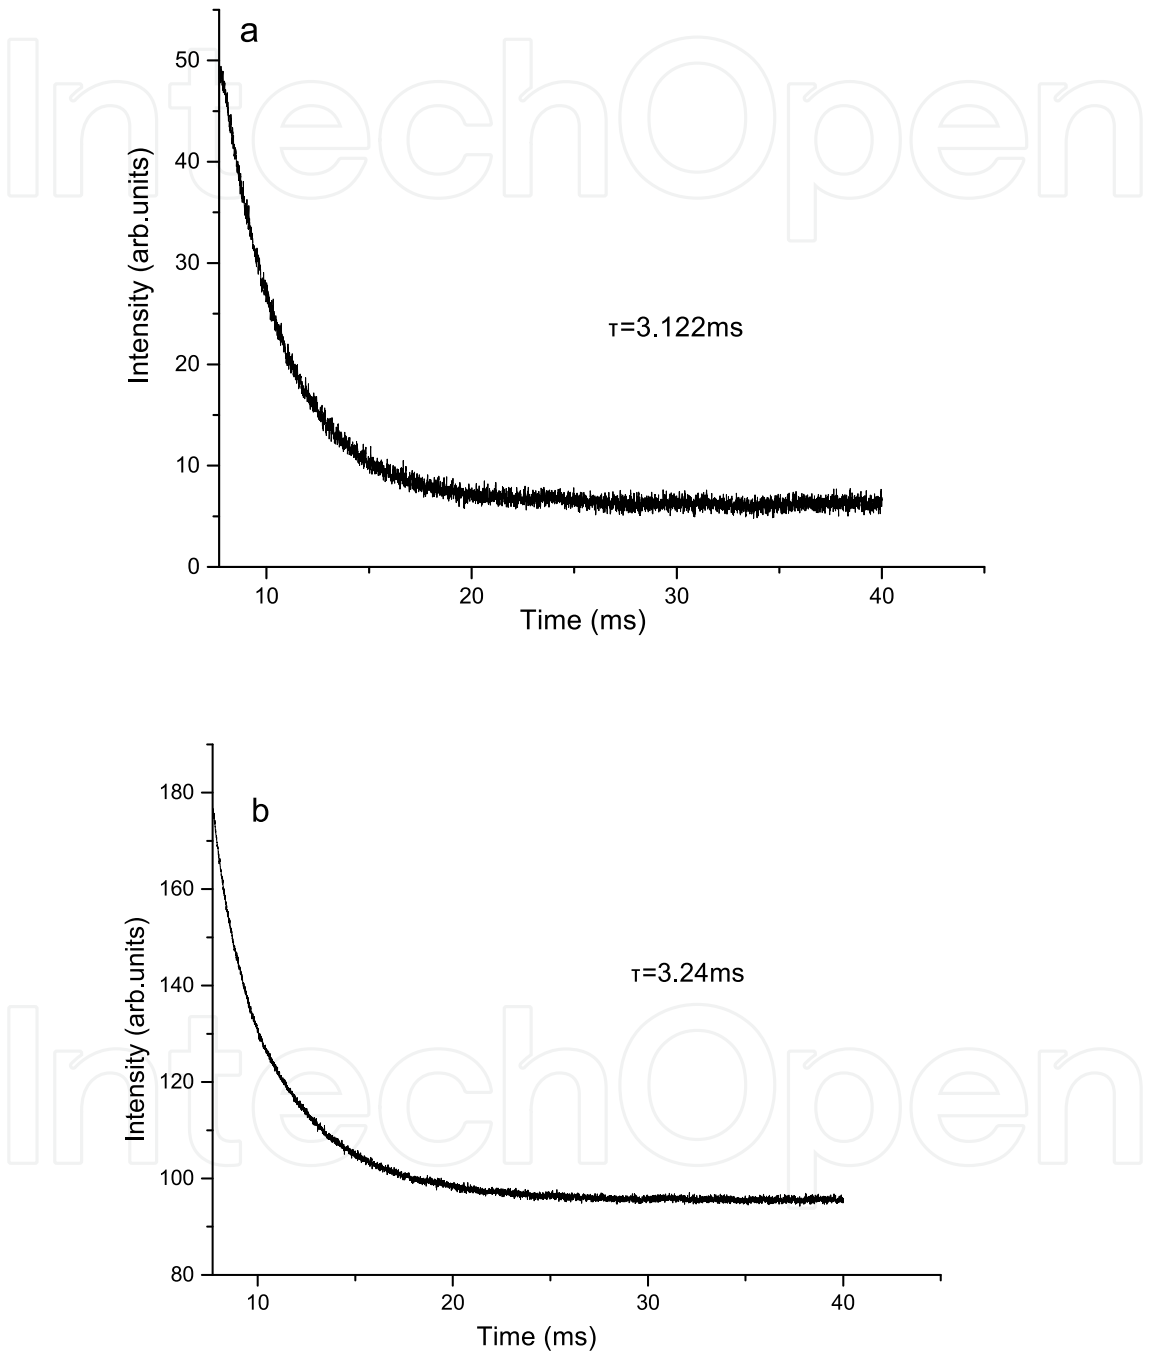 IntechOpen
a
50
40
30
20
10
0
Intensity (arb.units)
τ=3.122ms
10 20 30 40
Time (ms)
b
180
160
140
120
100
80
Intensity (arb.units)
τ=3.24ms
IntechOpen
10 20 30 40
Time (ms)